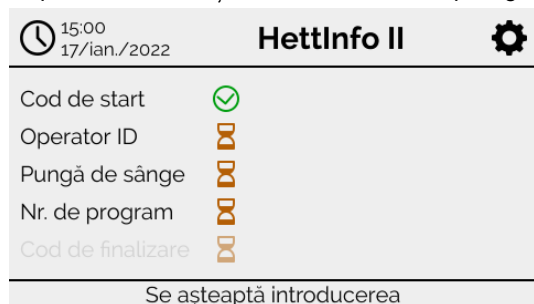 15:00
17/ian./2022
HettInfo II
Cod de start
Operator ID
Pungă de sânge
Nr. de program
Cod de finalizare
Se așteaptă introducerea